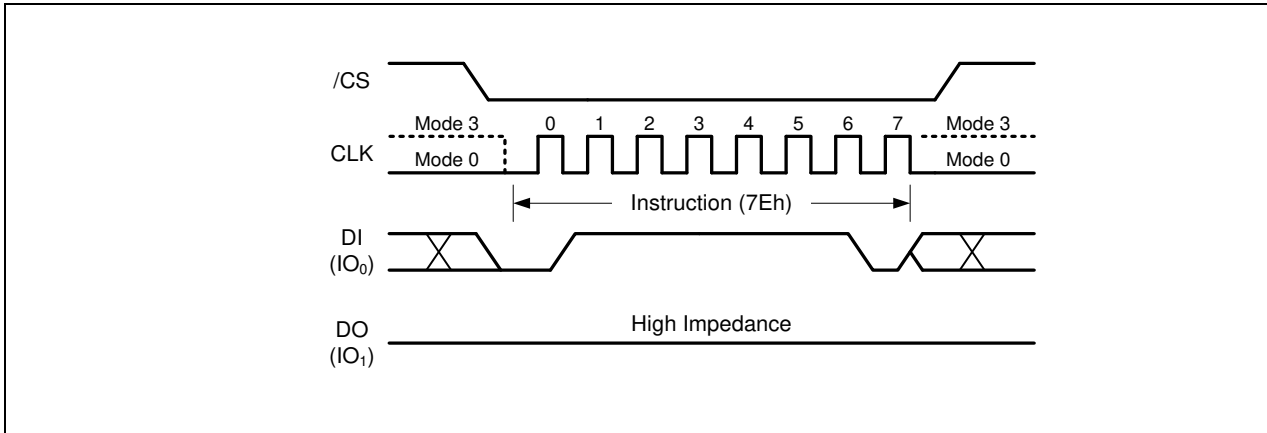 /CS
Mode 3 0 1 2 3 4 5 6 7 Mode 3
CLK
Mode 0 Mode 0
Instruction (7Eh)
DI
(IO₀)
High Impedance
DO
(IO₁)